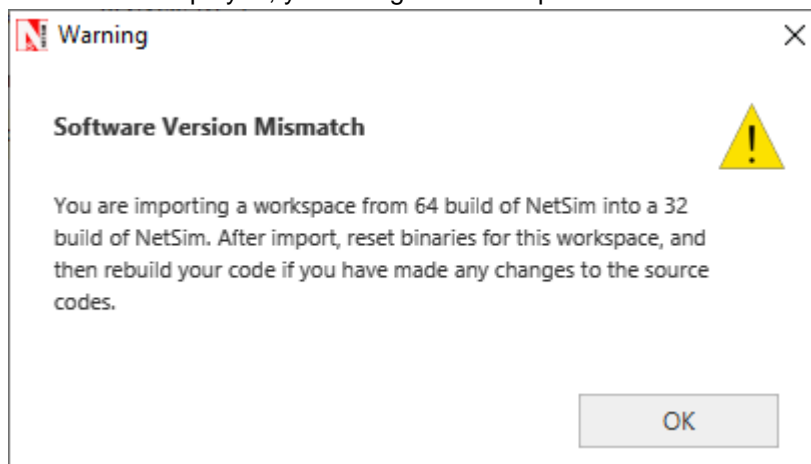 Warning
Software Version Mismatch
You are importing a workspace from 64 build of NetSim into a 32
build of NetSim. After import, reset binaries for this workspace, and
then rebuild your code if you have made any changes to the source
codes.
OK